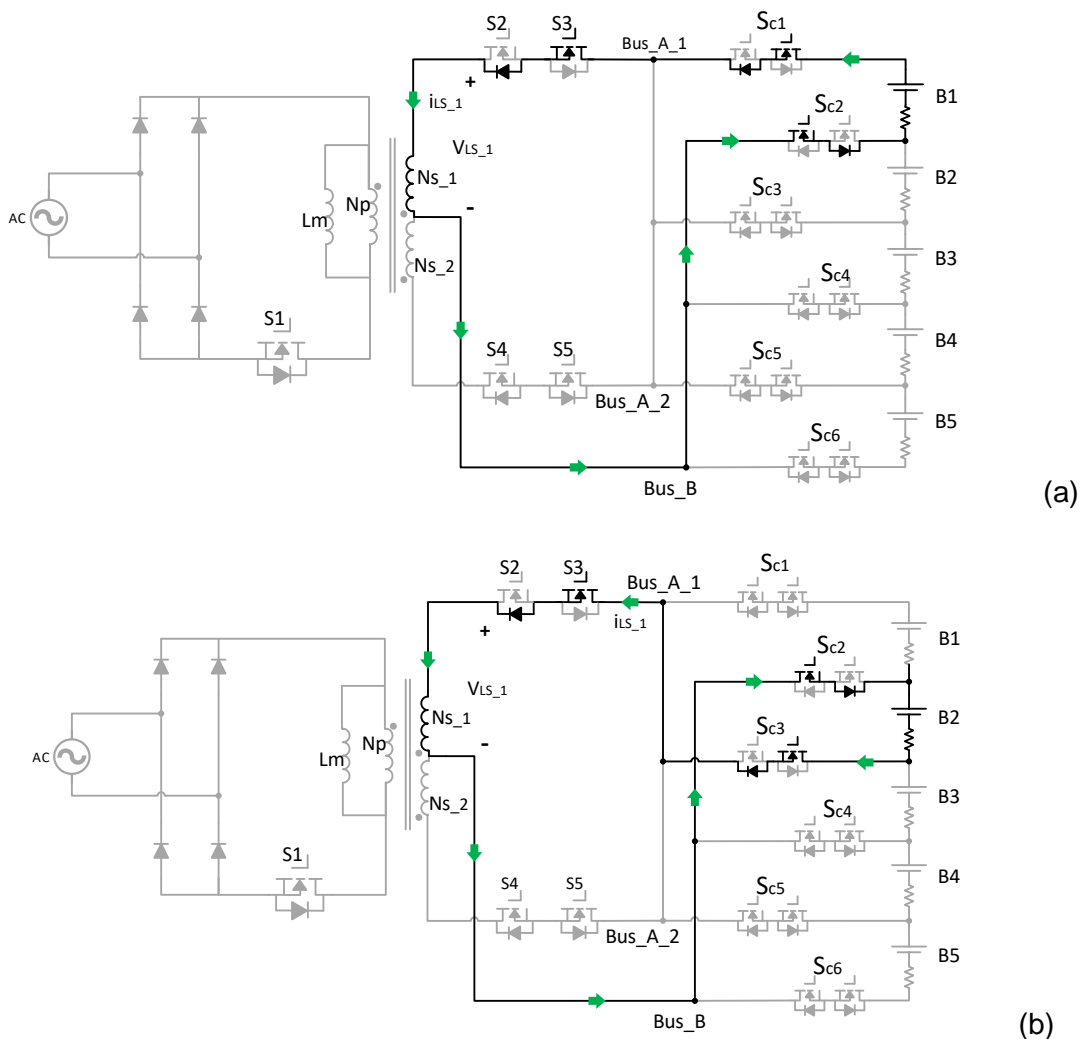 S2 S3 Bus_A_1 Sc1
+
iLS_1
B1
Sc2
VLS_1
Ns_1
-
B2
AC
Lm Np
Sc3
Ns_2
B3
Sc4
S1
S4 S5
Sc5
B4
Bus_A_2
B5
Sc6
Bus_B
(a)
S2 S3 Bus_A_1 Sc1
iLS_1
+
B1
Sc2
VLS_1
Ns_1
-
B2
AC
Lm Np
Sc3
Ns_2
B3
Sc4
S1
S4 S5
Sc5
B4
Bus_A_2
B5
Sc6
Bus_B
(b)